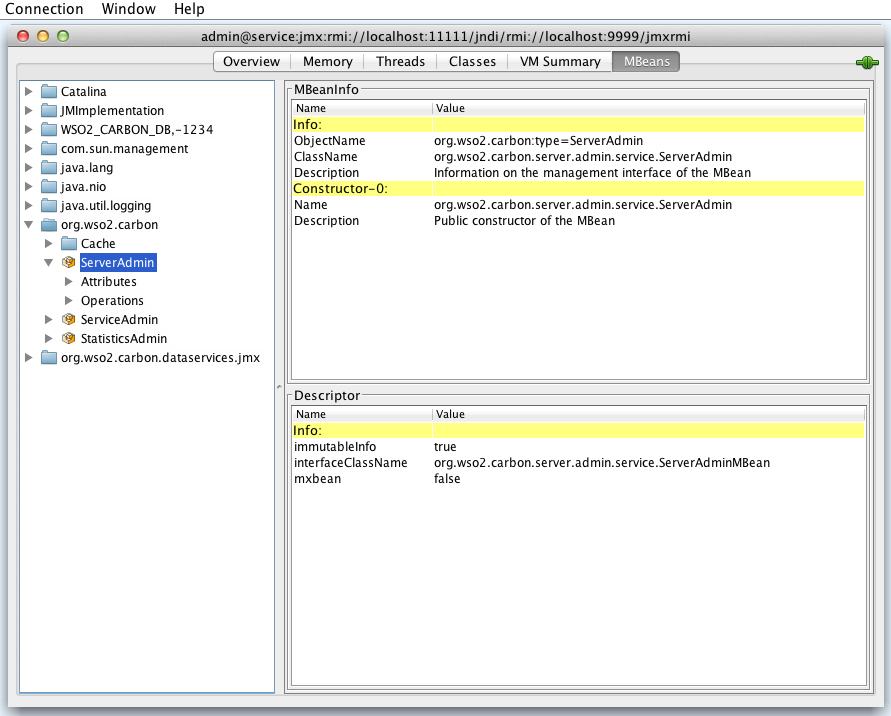 Connection Window Help
admin@service:jmx:rmi://localhost:11111/jndi/rmi://localhost:9999/jmxrmi
Overview Memory Threads Classes VM Summary MBeans
Catalina
JMImplementation
WSO2_CARBON_DB,-1234
com.sun.management
java.lang
java.nio
java.util.logging
org.wso2.carbon
Cache
ServerAdmin
Attributes
Operations
ServiceAdmin
StatisticsAdmin
org.wso2.carbon.dataservices.jmx
MBeanInfo
Name Value
Info:
ObjectName org.wso2.carbon:type=ServerAdmin
ClassName org.wso2.carbon.server.admin.service.ServerAdmin
Description Information on the management interface of the MBean
Constructor-0:
Name org.wso2.carbon.server.admin.service.ServerAdmin
Description Public constructor of the MBean
Descriptor
Name Value
Info:
immutableInfo true
interfaceClassName org.wso2.carbon.server.admin.service.ServerAdminMBean
mxbean false